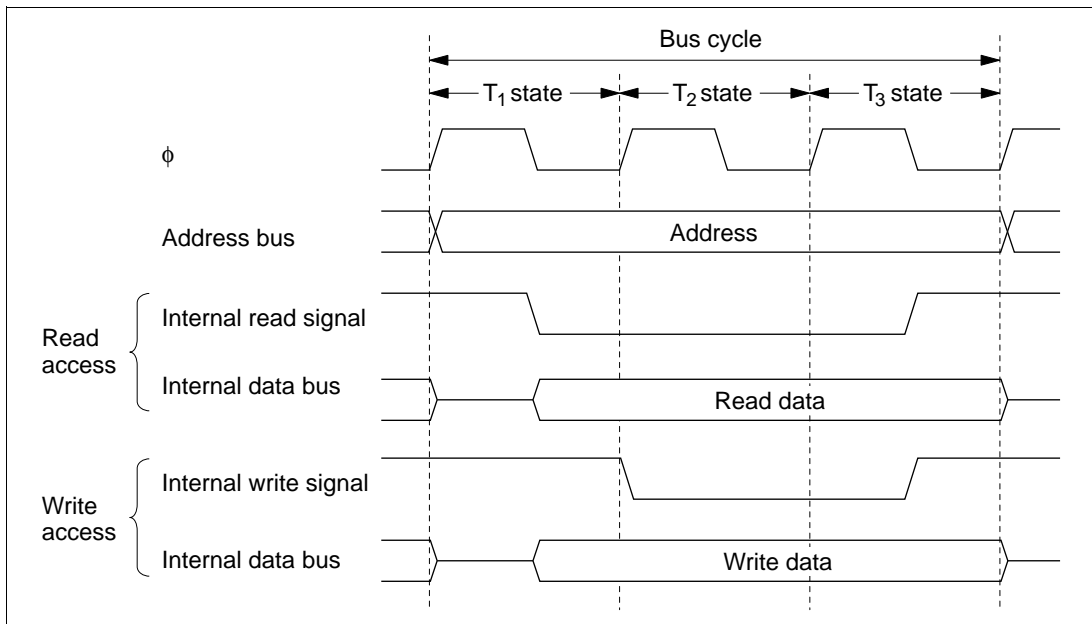 Bus cycle
T₁ state T₂ state T₃ state
ϕ
Address bus Address
Read
access
Internal read signal
Internal data bus Read data
Write
access
Internal write signal
Internal data bus Write data